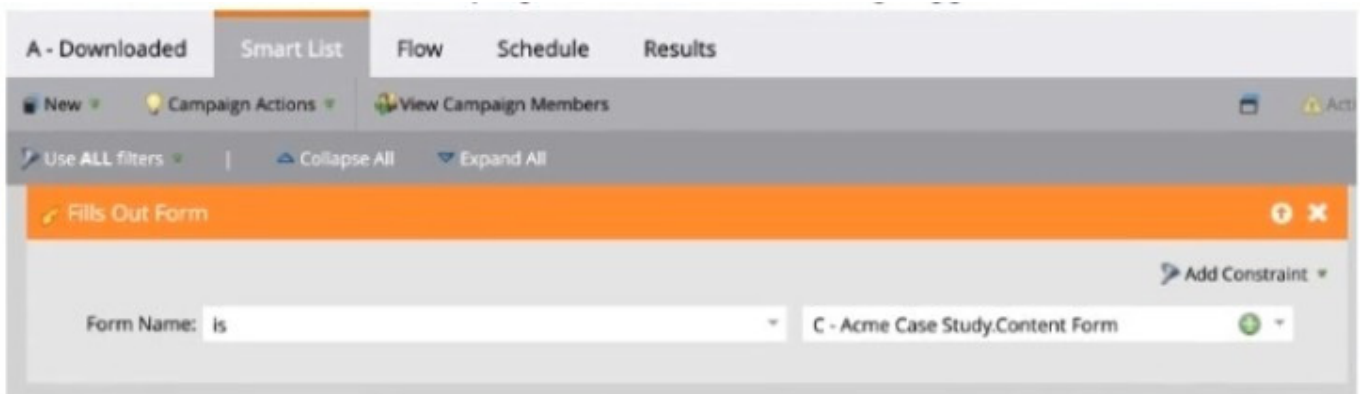 A - Downloaded Smart List Flow Schedule Results
New Campaign Actions View Campaign Members
Use ALL filters | Collapse All Expand All
Fills Out Form
Add Constraint
Form Name: is C - Acme Case Study.Content Form